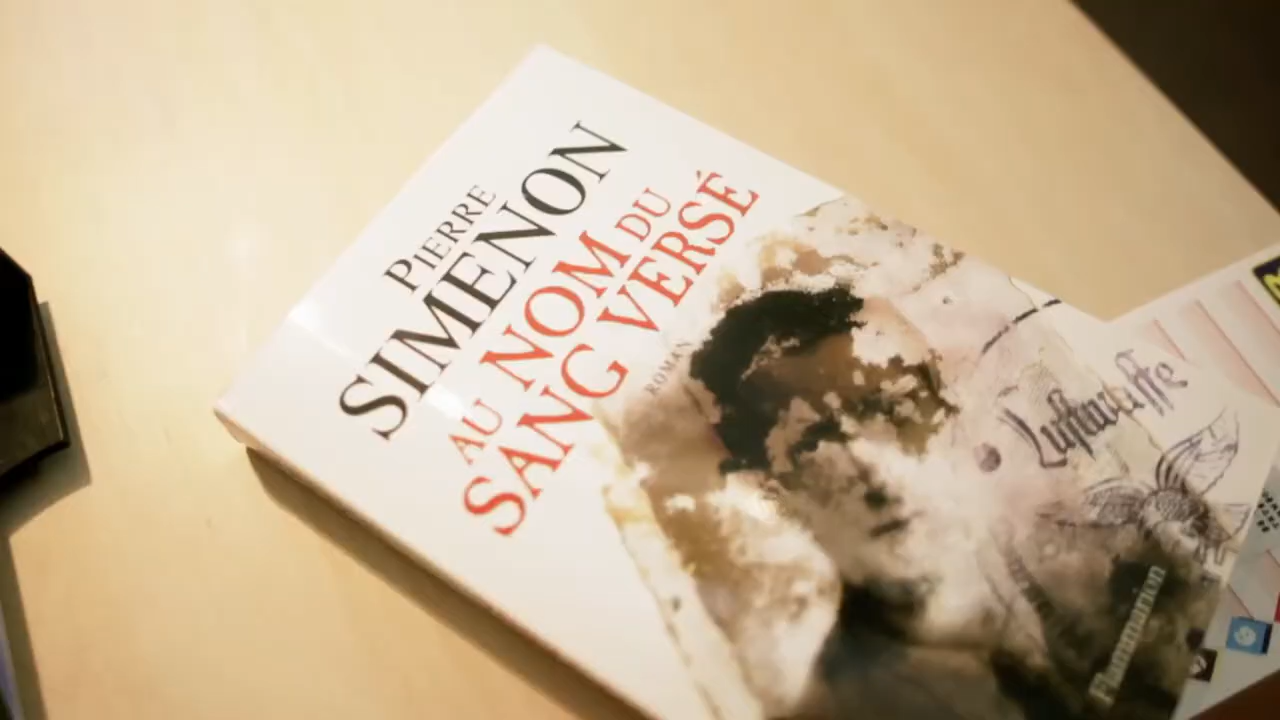 PIERRE
SIMENON
AU NOM DU
SANG VERSÉ
ROMAN
Luftwaffe
Flammarion